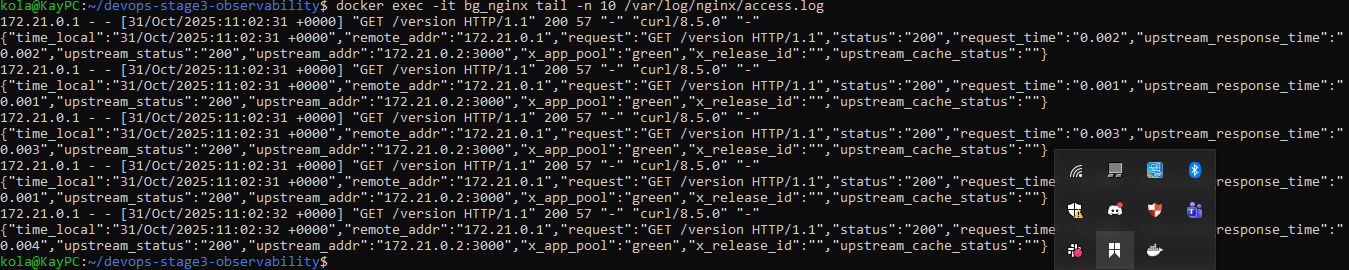 kola@KayPC:~/devops-stage3-observability$ docker exec -it bg_nginx tail -n 10 /var/log/nginx/access.log
172.21.0.1 - - [31/Oct/2025:11:02:31 +0000] "GET /version HTTP/1.1" 200 57 "-" "curl/8.5.0" "-"
{"time_local":"31/Oct/2025:11:02:31 +0000","remote_addr":"172.21.0.1","request":"GET /version HTTP/1.1","status":"200","request_time":"0.002","upstream_response_time":"
0.002","upstream_status":"200","upstream_addr":"172.21.0.2:3000","x_app_pool":"green","x_release_id":"","upstream_cache_status":""}
172.21.0.1 - - [31/Oct/2025:11:02:31 +0000] "GET /version HTTP/1.1" 200 57 "-" "curl/8.5.0" "-"
{"time_local":"31/Oct/2025:11:02:31 +0000","remote_addr":"172.21.0.1","request":"GET /version HTTP/1.1","status":"200","request_time":"0.001","upstream_response_time":"
0.001","upstream_status":"200","upstream_addr":"172.21.0.2:3000","x_app_pool":"green","x_release_id":"","upstream_cache_status":""}
172.21.0.1 - - [31/Oct/2025:11:02:31 +0000] "GET /version HTTP/1.1" 200 57 "-" "curl/8.5.0" "-"
{"time_local":"31/Oct/2025:11:02:31 +0000","remote_addr":"172.21.0.1","request":"GET /version HTTP/1.1","status":"200","request_time":"0.003","upstream_response_time":"
0.003","upstream_status":"200","upstream_addr":"172.21.0.2:3000","x_app_pool":"green","x_release_id":"","upstream_cache_status":""}
172.21.0.1 - - [31/Oct/2025:11:02:31 +0000] "GET /version HTTP/1.1" 200 57 "-" "curl/8.5.0" "-"
{"time_local":"31/Oct/2025:11:02:31 +0000","remote_addr":"172.21.0.1","request":"GET /version HTTP/1.1","status":"200","request_time":"0.001","upstream_response_time":"
0.001","upstream_status":"200","upstream_addr":"172.21.0.2:3000","x_app_pool":"green","x_release_id":"","upstream_cache_status":""}
172.21.0.1 - - [31/Oct/2025:11:02:32 +0000] "GET /version HTTP/1.1" 200 57 "-" "curl/8.5.0" "-"
{"time_local":"31/Oct/2025:11:02:32 +0000","remote_addr":"172.21.0.1","request":"GET /version HTTP/1.1","status":"200","request_response_time":"
0.004","upstream_status":"200","upstream_addr":"172.21.0.2:3000","x_app_pool":"green","x_release_id":"","upstream_cache_status":""}
kola@KayPC:~/devops-stage3-observability$